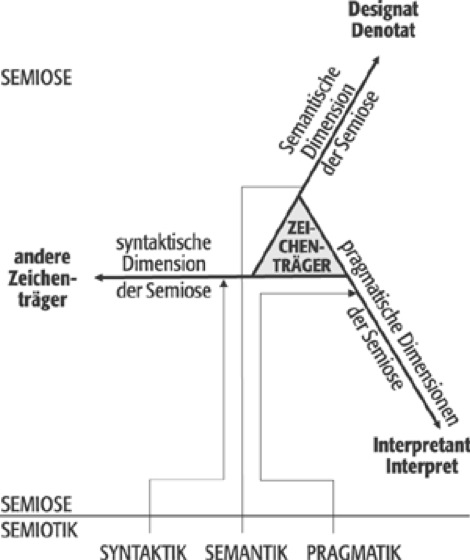 Designat
Denotat
SEMIOSE
Semantische
Dimension
der Semiose
ZEI-
CHEN-
TRÄGER
andere
Zeichen-
träger
syntaktische
Dimension
der Semiose
pragmatische Dimensionen
der Semiose
Interpretant
Interpret
SEMIOSE
SEMIOTIK
SYNTAKTIK SEMANTIK PRAGMATIK